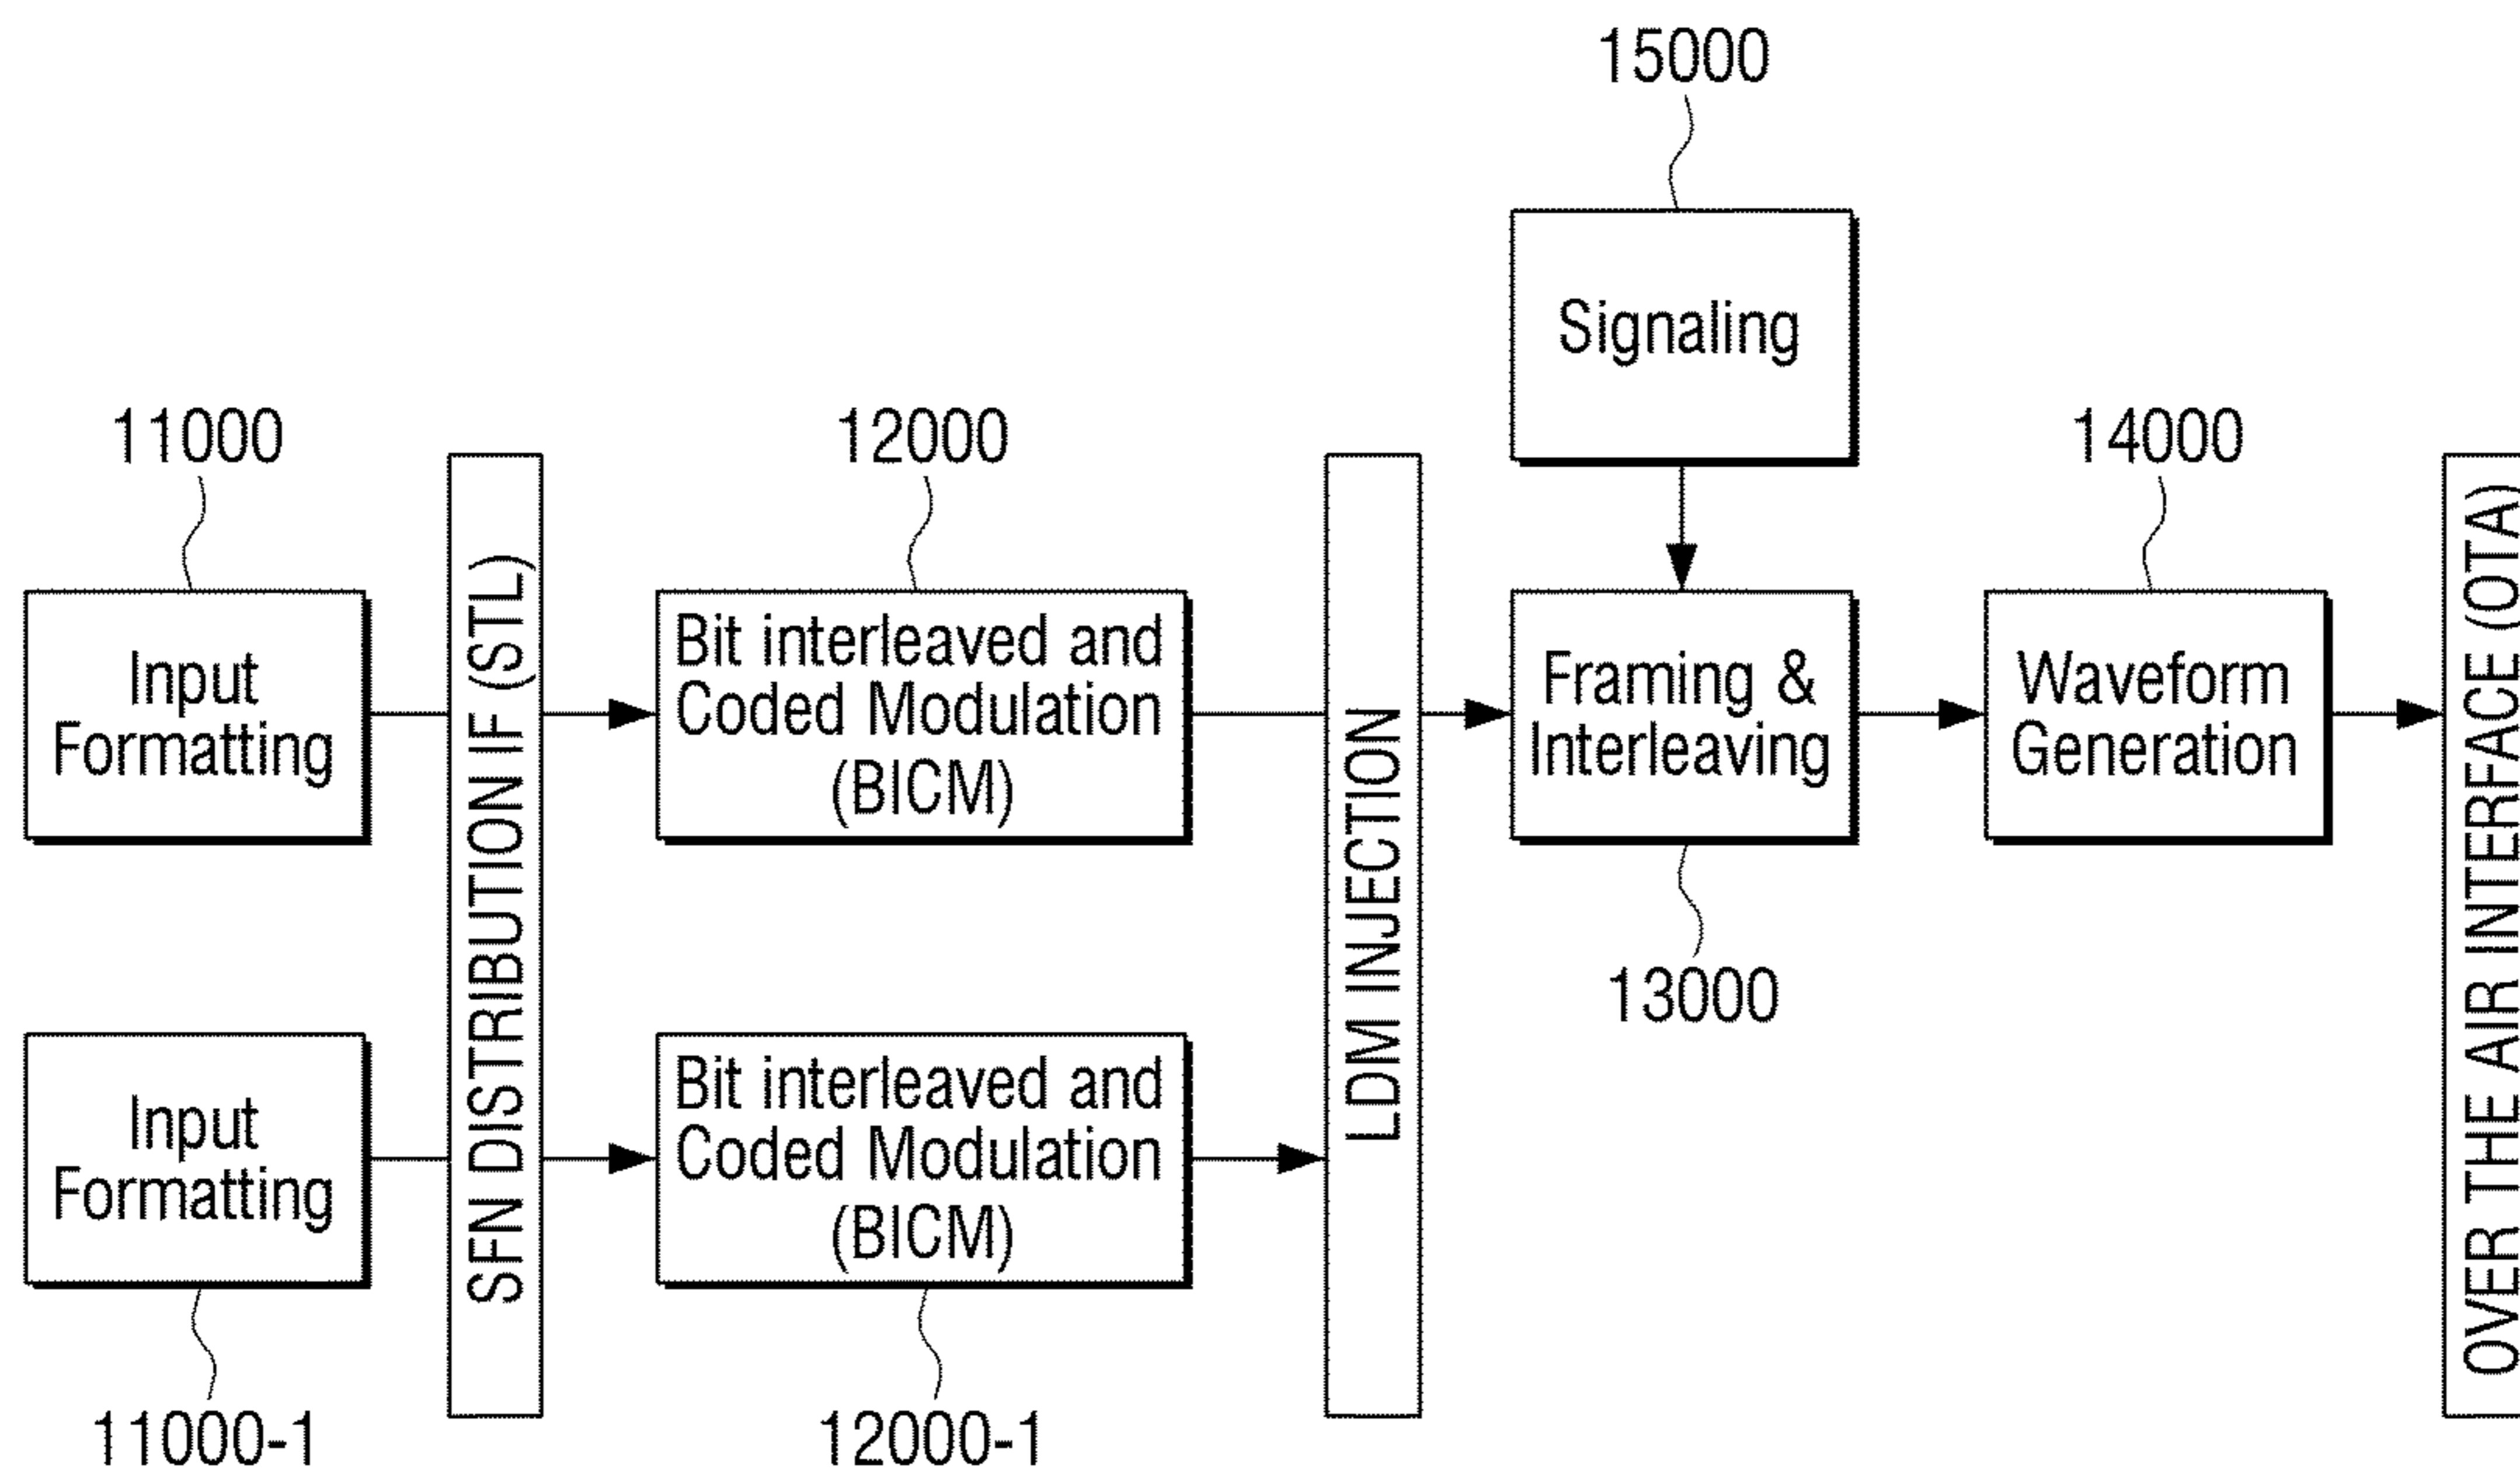 15000
Signaling
11000
12000
14000
Input
Formatting
SFN DISTRIBUTION IF (STL)
Bit interleaved and
Coded Modulation
(BICM)
LDM INJECTION
Framing &
Interleaving
Waveform
Generation
OVER THE AIR INTERFACE (OTA)
13000
Input
Formatting
Bit interleaved and
Coded Modulation
(BICM)
11000-1
12000-1